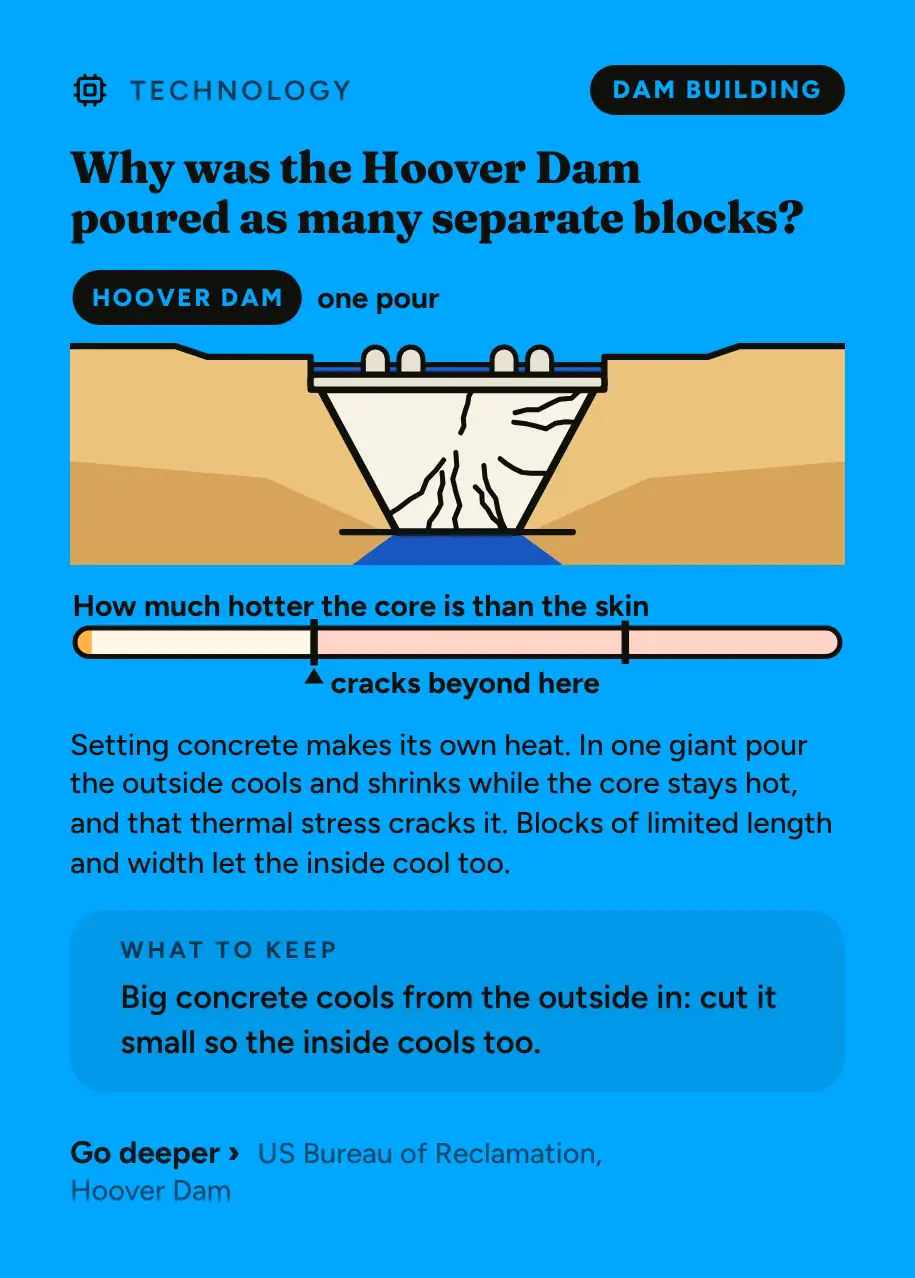 TECHNOLOGY
DAM BUILDING
Why was the Hoover Dam
poured as many separate blocks?
HOOVER DAM one pour
How much hotter the core is than the skin
cracks beyond here
Setting concrete makes its own heat. In one giant pour
the outside cools and shrinks while the core stays hot,
and that thermal stress cracks it. Blocks of limited length
and width let the inside cool too.
WHAT TO KEEP
Big concrete cools from the outside in: cut it
small so the inside cools too.
Go deeper › US Bureau of Reclamation,
Hoover Dam